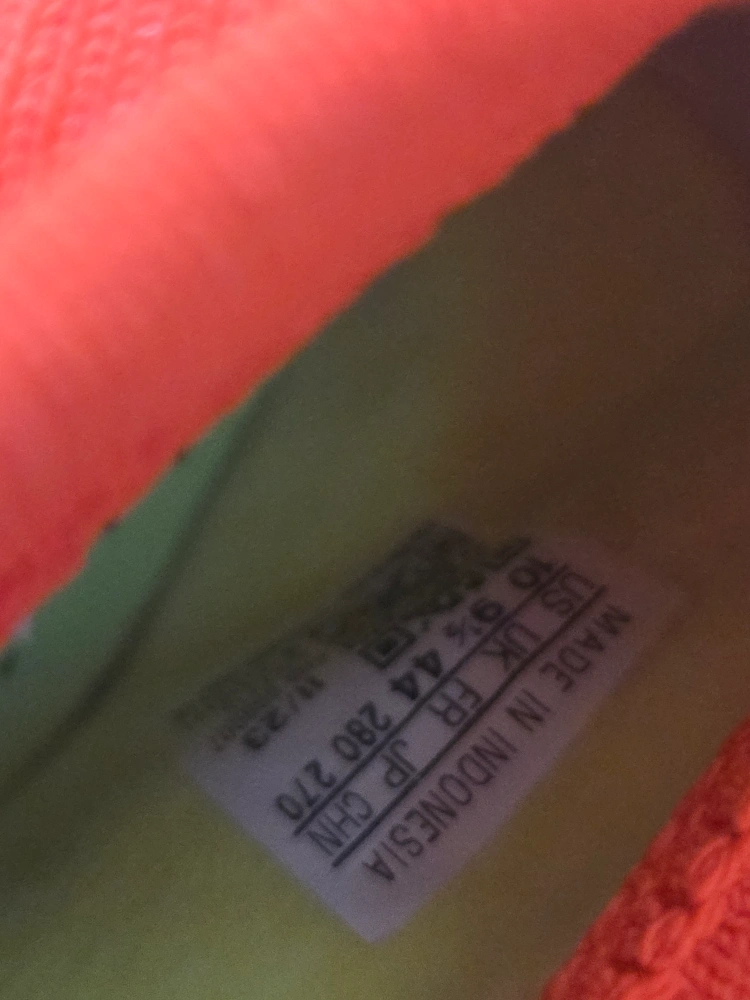 MADE IN INDONESIA
US UK FR JP CHN
10 9½ 44 280 270
11/23